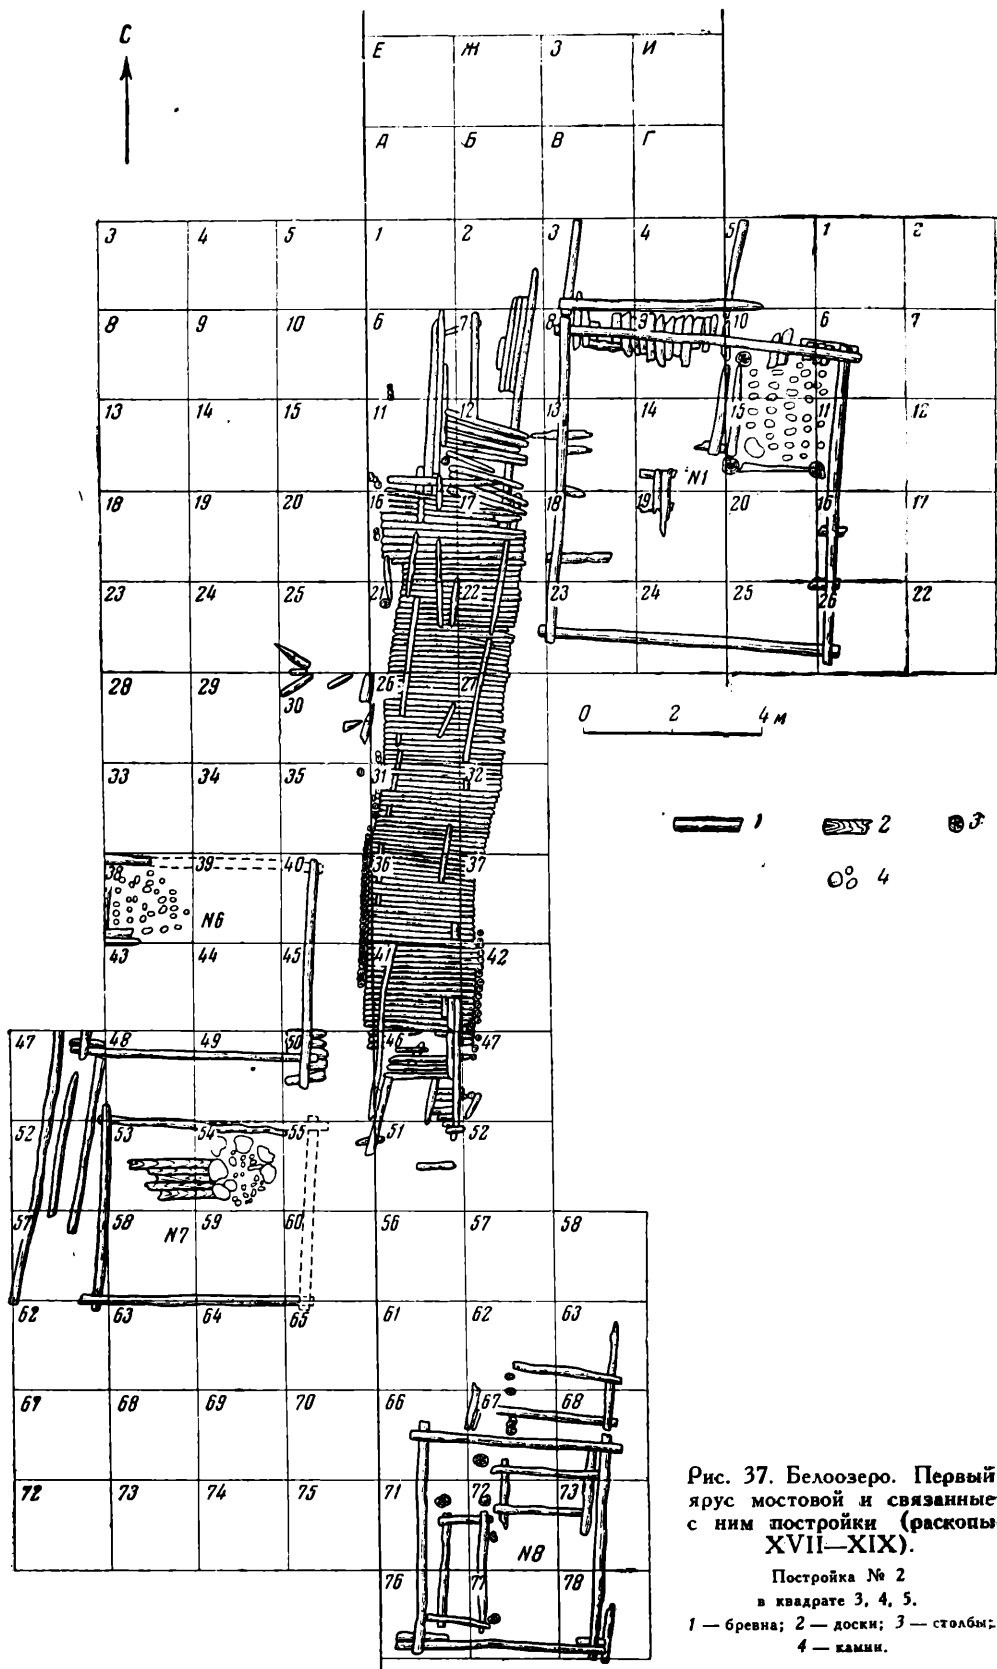 С
Е Ж З И
А Б В Г
3 4 5 1 2 3 4 5 1 2
8 9 10 6 7 8 9 10 6 7
13 14 15 11 12 13 14 15 11 12
N1
18 19 20 16 17 18 19 20 16 17
23 24 25 21 22 23 24 25 26 22
28 29 30 26 27
0 2 4 м
33 34 35 31 32
1 2 3
38 39 40 36 37
4
N6
43 44 45 41 42
47 48 49 50 46 47
52 53 54 55 51 52
57 58 59 60 56 57 58
N7
62 63 64 65 61 62 63
67 68 69 70 66 67 68
72 73 74 75 71 72 73
N8
76 77 78
Рис. 37. Белоозеро. Первый
ярус мостовой и связанные
с ним постройки (раскопы
XVII—XIX).
Постройка № 2
в квадрате 3, 4, 5.
1 — бревна; 2 — доски; 3 — столбы;
4 — камни.